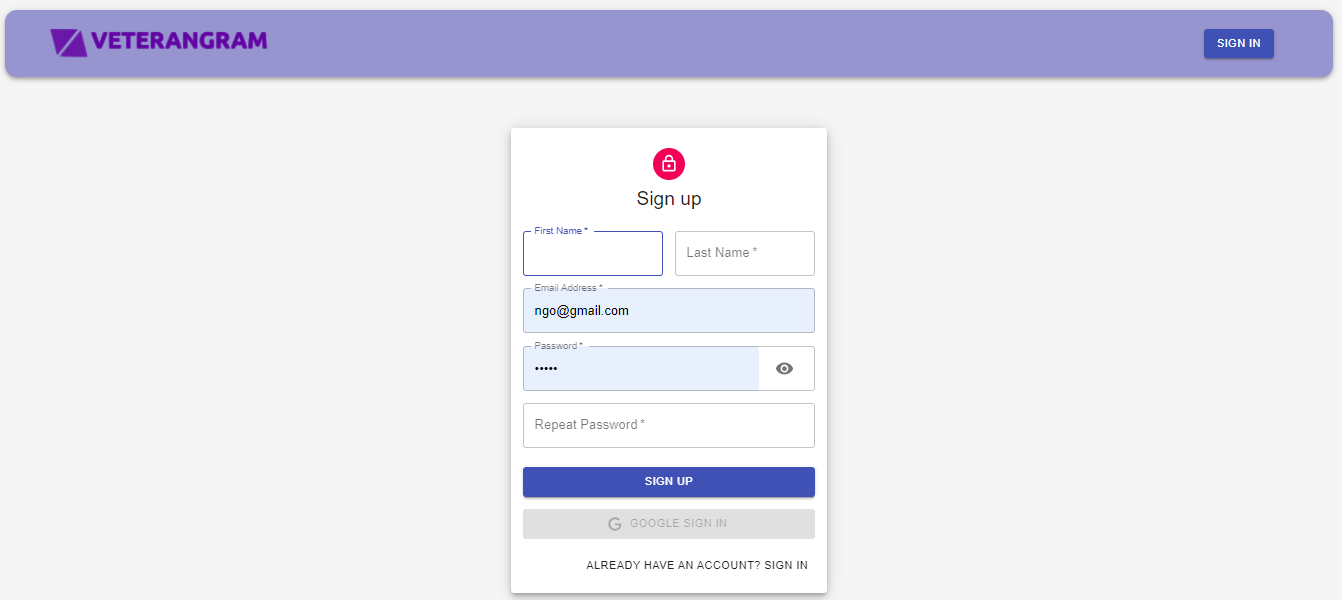 VETERANGRAM
SIGN IN
Sign up
First Name *
Last Name *
Email Address *
ngo@gmail.com
Password *
•••••
Repeat Password *
SIGN UP
GOOGLE SIGN IN
ALREADY HAVE AN ACCOUNT? SIGN IN